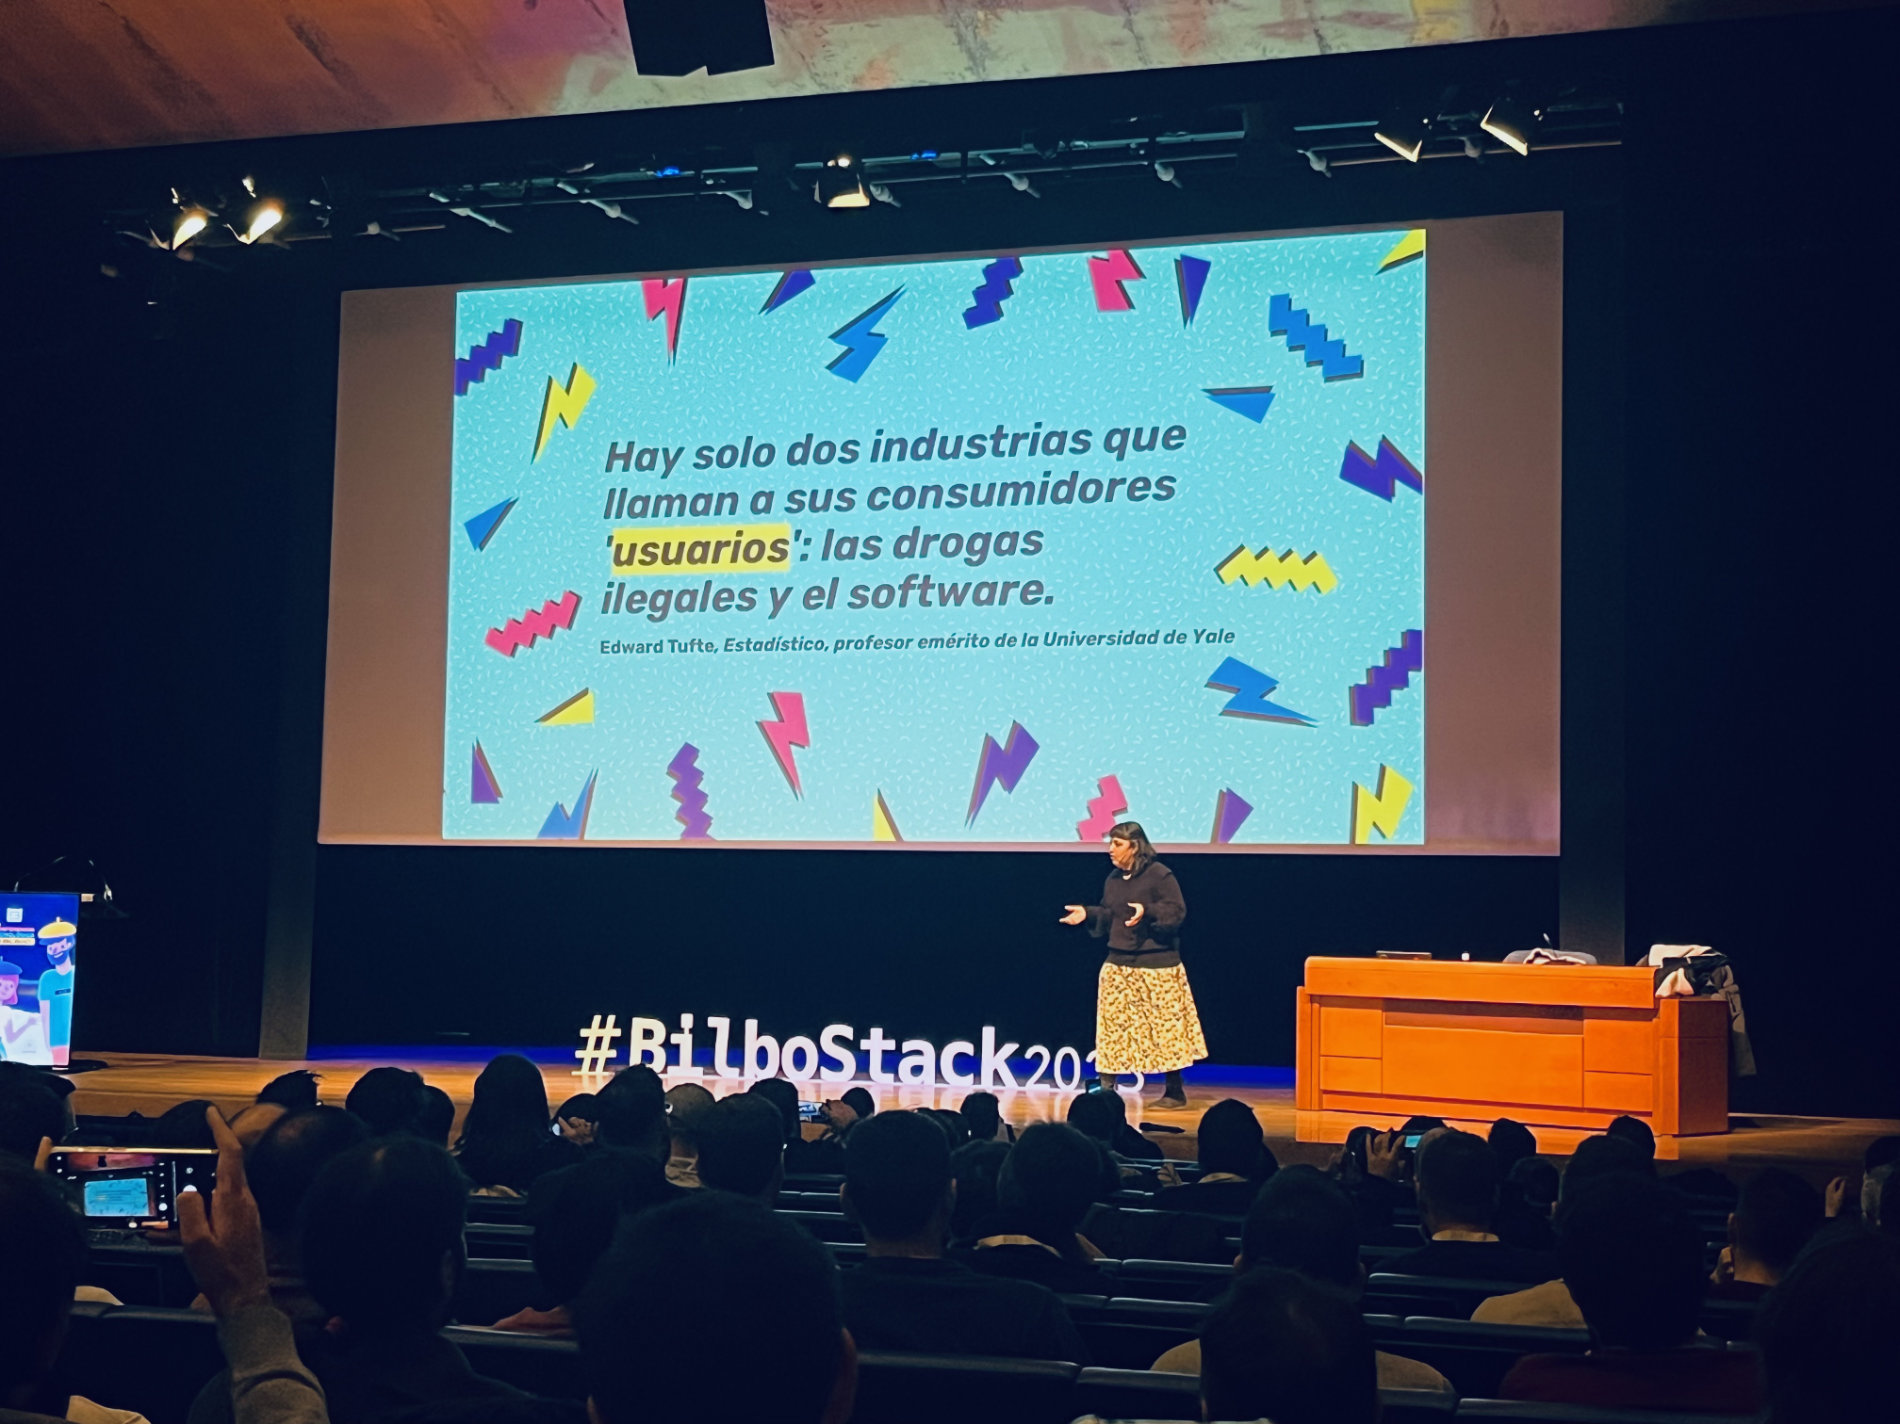 Hay solo dos industrias que
llaman a sus consumidores
'usuarios': las drogas
ilegales y el software.
Edward Tufte, Estadístico, profesor emérito de la Universidad de Yale
#BilboStack